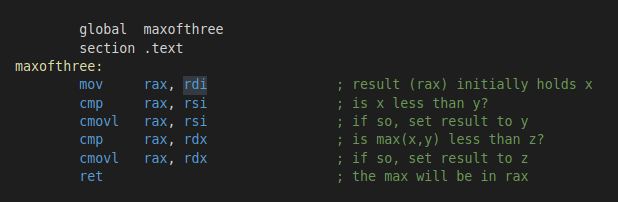 global maxofthree
section .text
maxofthree:
mov rax, rdi ; result (rax) initially holds x
cmp rax, rsi ; is x less than y?
cmovl rax, rsi ; if so, set result to y
cmp rax, rdx ; is max(x,y) less than z?
cmovl rax, rdx ; if so, set result to z
ret ; the max will be in rax